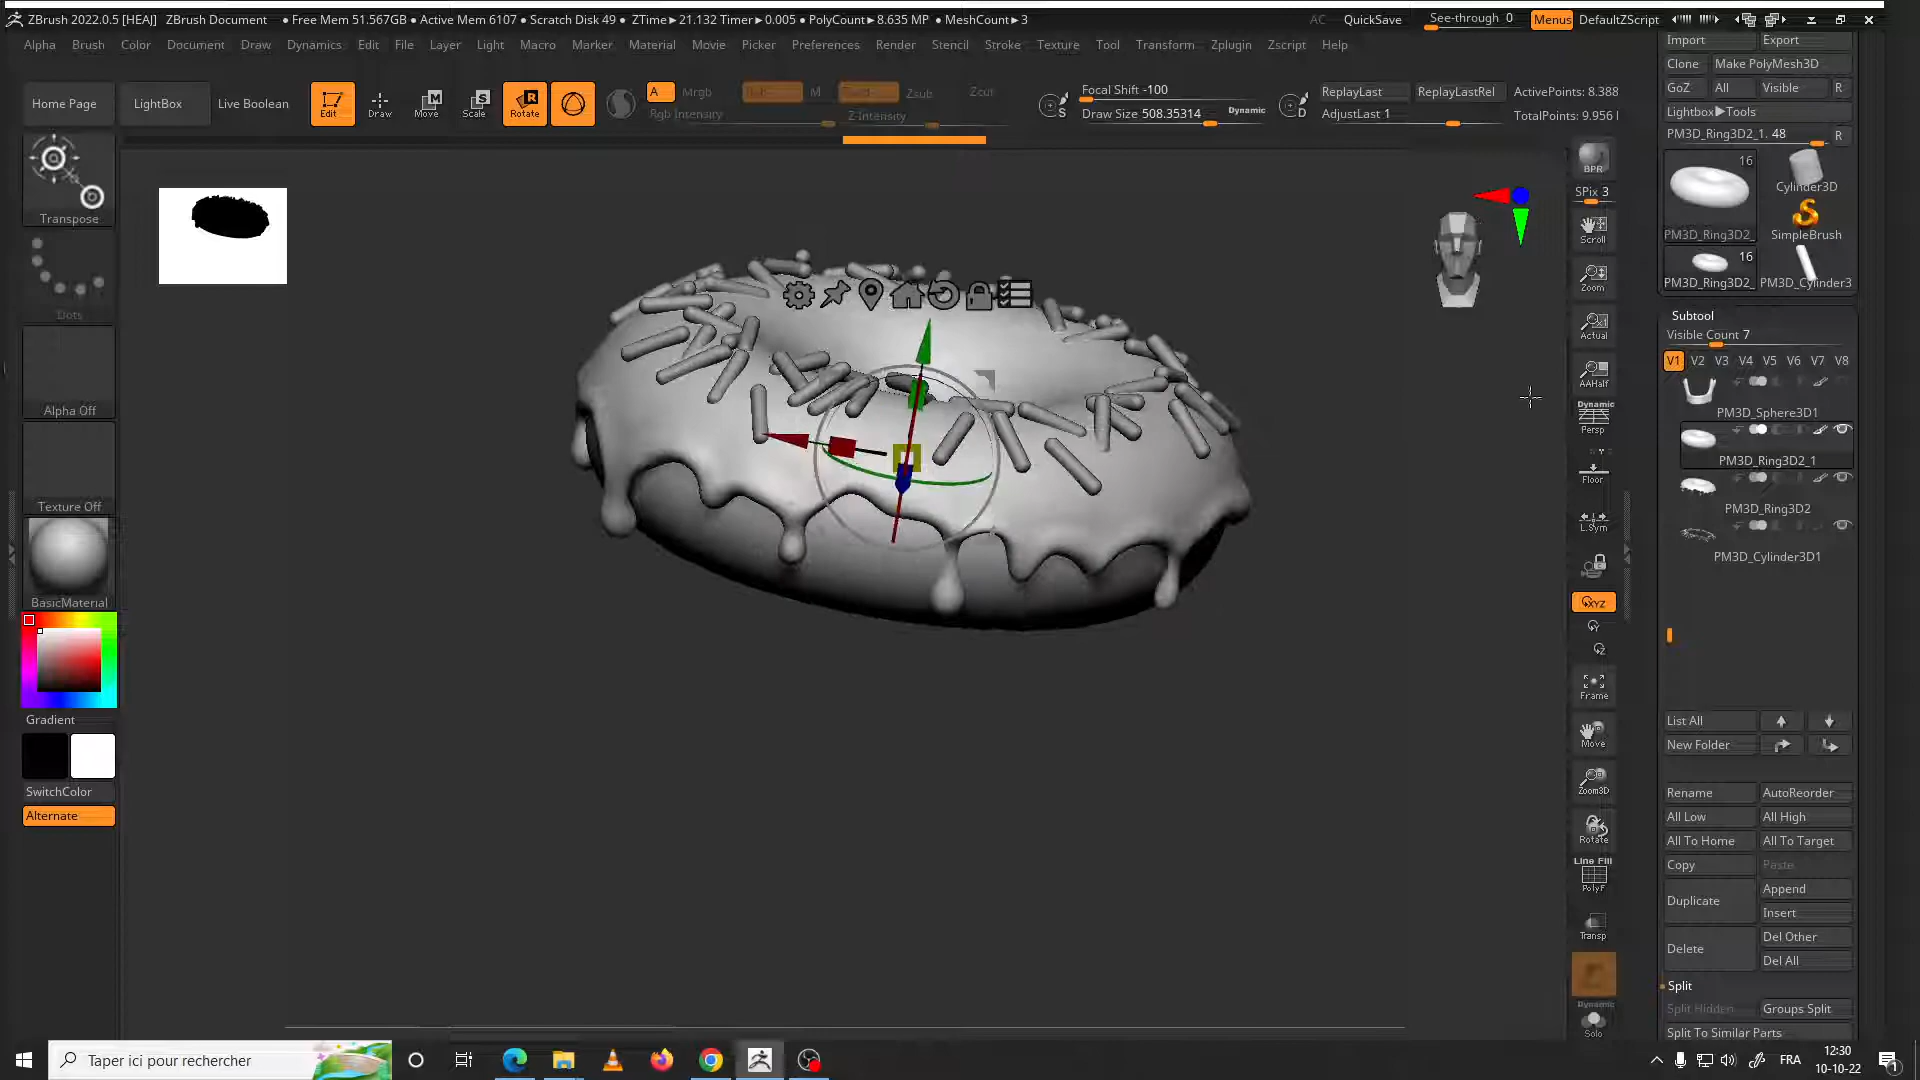 ZBrush 2022.0.5 [HEAJ] ZBrush Document • Free Mem 51.567GB • Active Mem 6107 • Scratch Disk 49 • ZTime▶21.132 Timer▶0.005 • PolyCount▶8.635 MP • MeshCount▶3 AC QuickSave See-through 0 Menus DefaultZScript
Alpha Brush Color Document Draw Dynamics Edit File Layer Light Macro Marker Material Movie Picker Preferences Render Stencil Stroke Texture Tool Transform Zplugin Zscript Help
Home Page LightBox Live Boolean Edit Draw Move Scale Rotate A Mrgb M Zsub Zcut
Rgb Intensity Z-Intensity
Focal Shift -100
Draw Size 508.35314 Dynamic
S D
ReplayLast ReplayLastRel ActivePoints: 8.388
AdjustLast 1 TotalPoints: 9.956
Transpose
Dots
Alpha Off
Texture Off
BasicMaterial
Gradient
SwitchColor
Alternate
BPR
SPix 3
Scroll
Zoom
Actual
AAHalf
Dynamic
Persp
Floor
L.Sym
XYZ
Y
Z
Frame
Move
Zoom3D
Rotate
Line Fill
PolyF
Transp
Dynamic
Solo
Import Export
Clone Make PolyMesh3D
GoZ All Visible R
Lightbox▶Tools
PM3D_Ring3D2_1. 48 R
16
Cylinder3D
PM3D_Ring3D2_ SimpleBrush
16
PM3D_Ring3D2_ PM3D_Cylinder3
Subtool
Visible Count 7
V1 V2 V3 V4 V5 V6 V7 V8
PM3D_Sphere3D1
PM3D_Ring3D2_1
PM3D_Ring3D2
PM3D_Cylinder3D1
List All
New Folder
Rename AutoReorder
All Low All High
All To Home All To Target
Copy Paste
Duplicate Append
Insert
Delete Del Other
Del All
Split
Split Hidden Groups Split
Split To Similar Parts
Taper ici pour rechercher
FRA
12:30
10-10-22
1